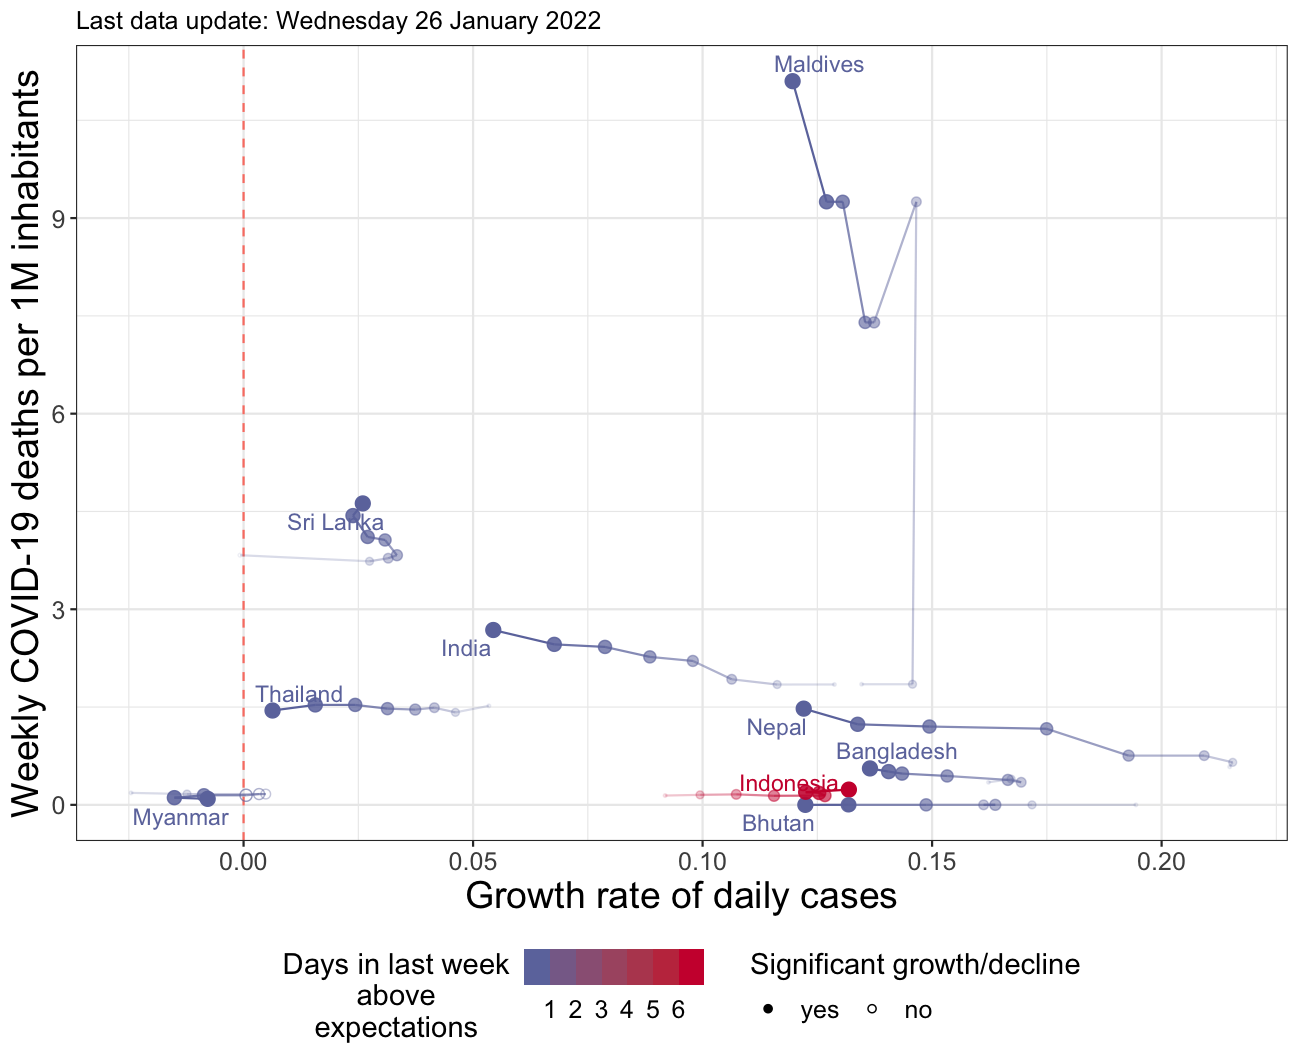 Last data update: Wednesday 26 January 2022
Weekly COVID-19 deaths per 1M inhabitants
9
6
3
0
Maldives
Sri Lanka
India
Thailand
Nepal
Bangladesh
Indonesia
Myanmar
Bhutan
0.00 0.05 0.10 0.15 0.20
Growth rate of daily cases
Days in last week
above
expectations
1 2 3 4 5 6
Significant growth/decline
yes no